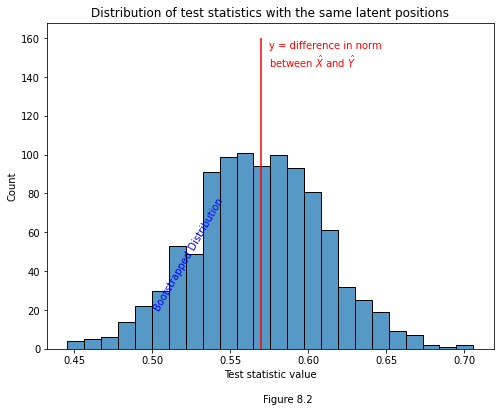 Distribution of test statistics with the same latent positions
160
140
120
100
80
60
40
20
0
Count
y = difference in norm
between X̂ and Ŷ
Bootstrapped Distribution
0.45 0.50 0.55 0.60 0.65 0.70
Test statistic value
Figure 8.2